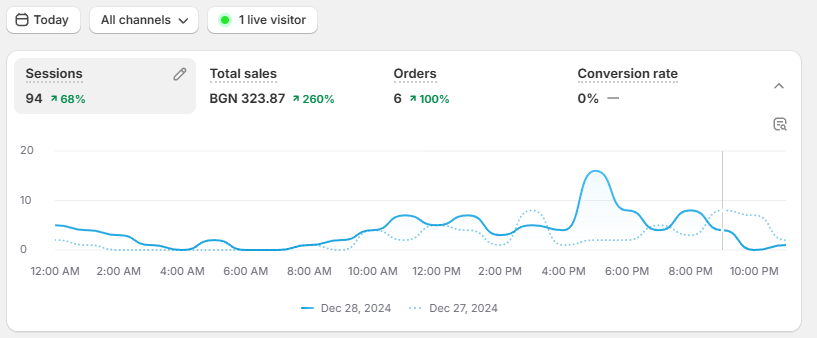 Today All channels 1 live visitor
Sessions Total sales Orders Conversion rate
94 68% BGN 323.87 260% 6 100% 0% —
20
10
0
12:00 AM 2:00 AM 4:00 AM 6:00 AM 8:00 AM 10:00 AM 12:00 PM 2:00 PM 4:00 PM 6:00 PM 8:00 PM 10:00 PM
Dec 28, 2024 Dec 27, 2024